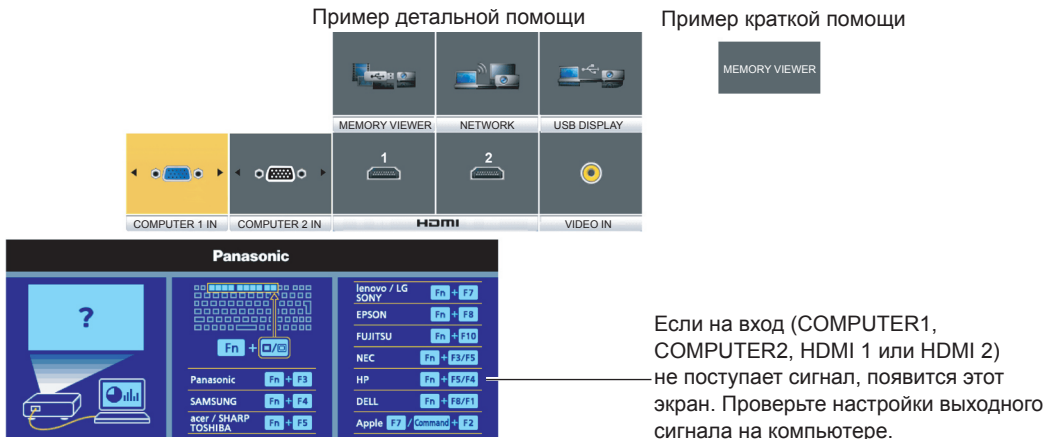 Пример детальной помощи
Пример краткой помощи
MEMORY VIEWER
MEMORY VIEWER
NETWORK
USB DISPLAY
1
2
COMPUTER 1 IN
COMPUTER 2 IN
HDMI
VIDEO IN
Panasonic
?
Fn +
Panasonic Fn + F3
SAMSUNG Fn + F4
acer / SHARP
TOSHIBA Fn + F5
lenovo / LG
SONY Fn + F7
EPSON Fn + F8
FUJITSU Fn + F10
NEC Fn + F3/F5
HP Fn + F5/F4
DELL Fn + F8/F1
Apple F7 / Command + F2
Если на вход (COMPUTER1,
COMPUTER2, HDMI 1 или HDMI 2)
не поступает сигнал, появится этот
экран. Проверьте настройки выходного
сигнала на компьютере.